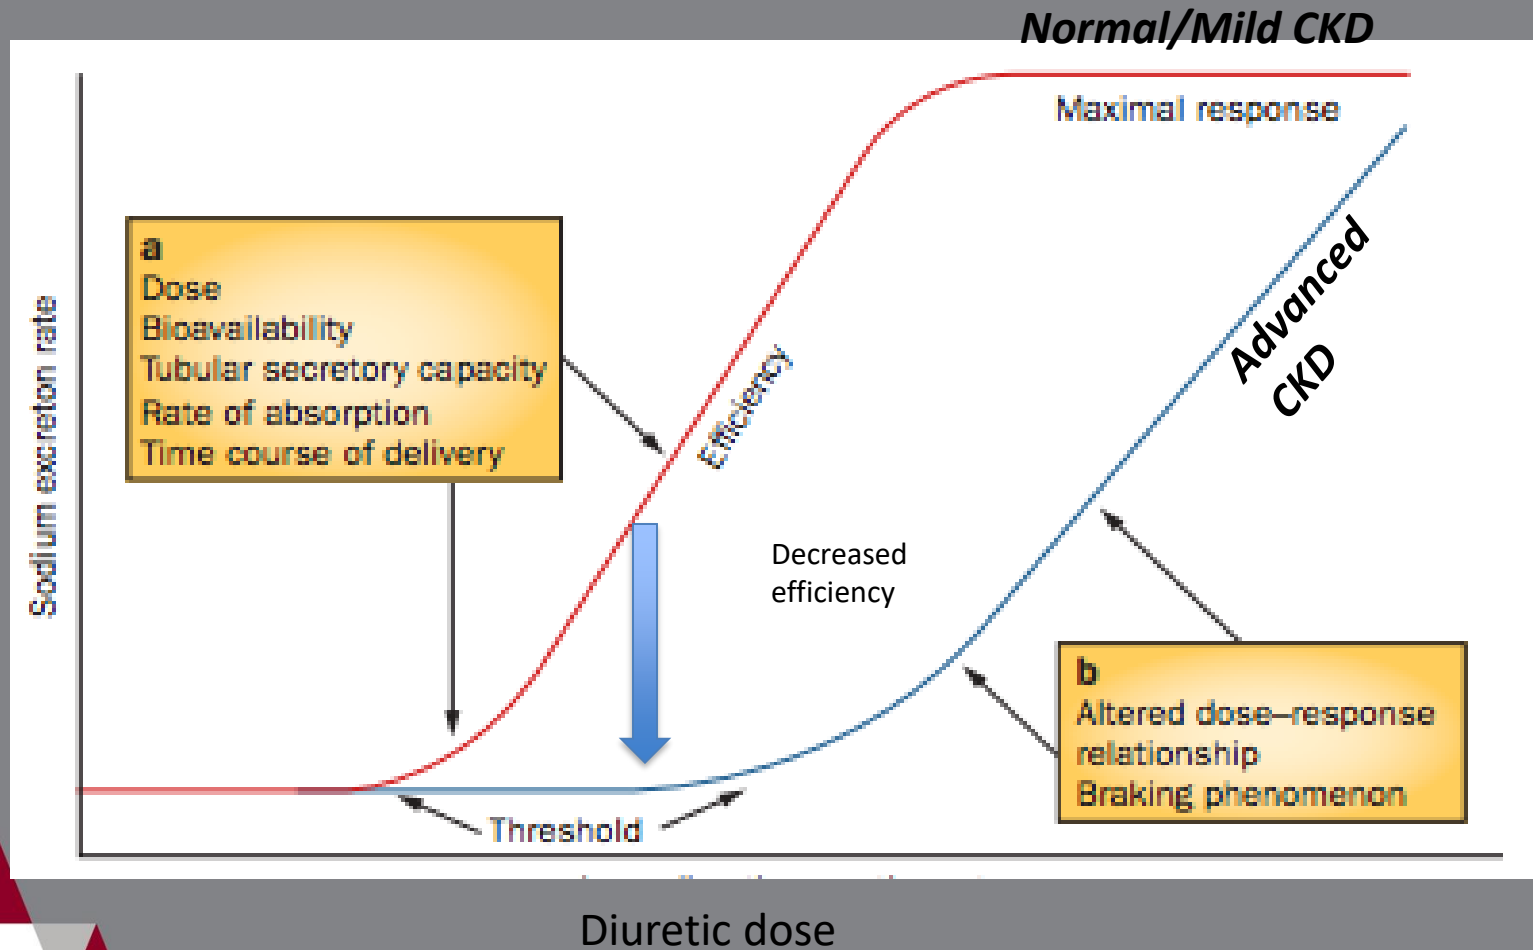 Normal/Mild CKD
Maximal response
a
Dose
Bioavailability
Tubular secretory capacity
Rate of absorption
Time course of delivery
Efficiency
Advanced
CKD
Sodium excreton rate
Decreased
efficiency
b
Altered dose–response
relationship
Braking phenomenon
Threshold
Diuretic dose